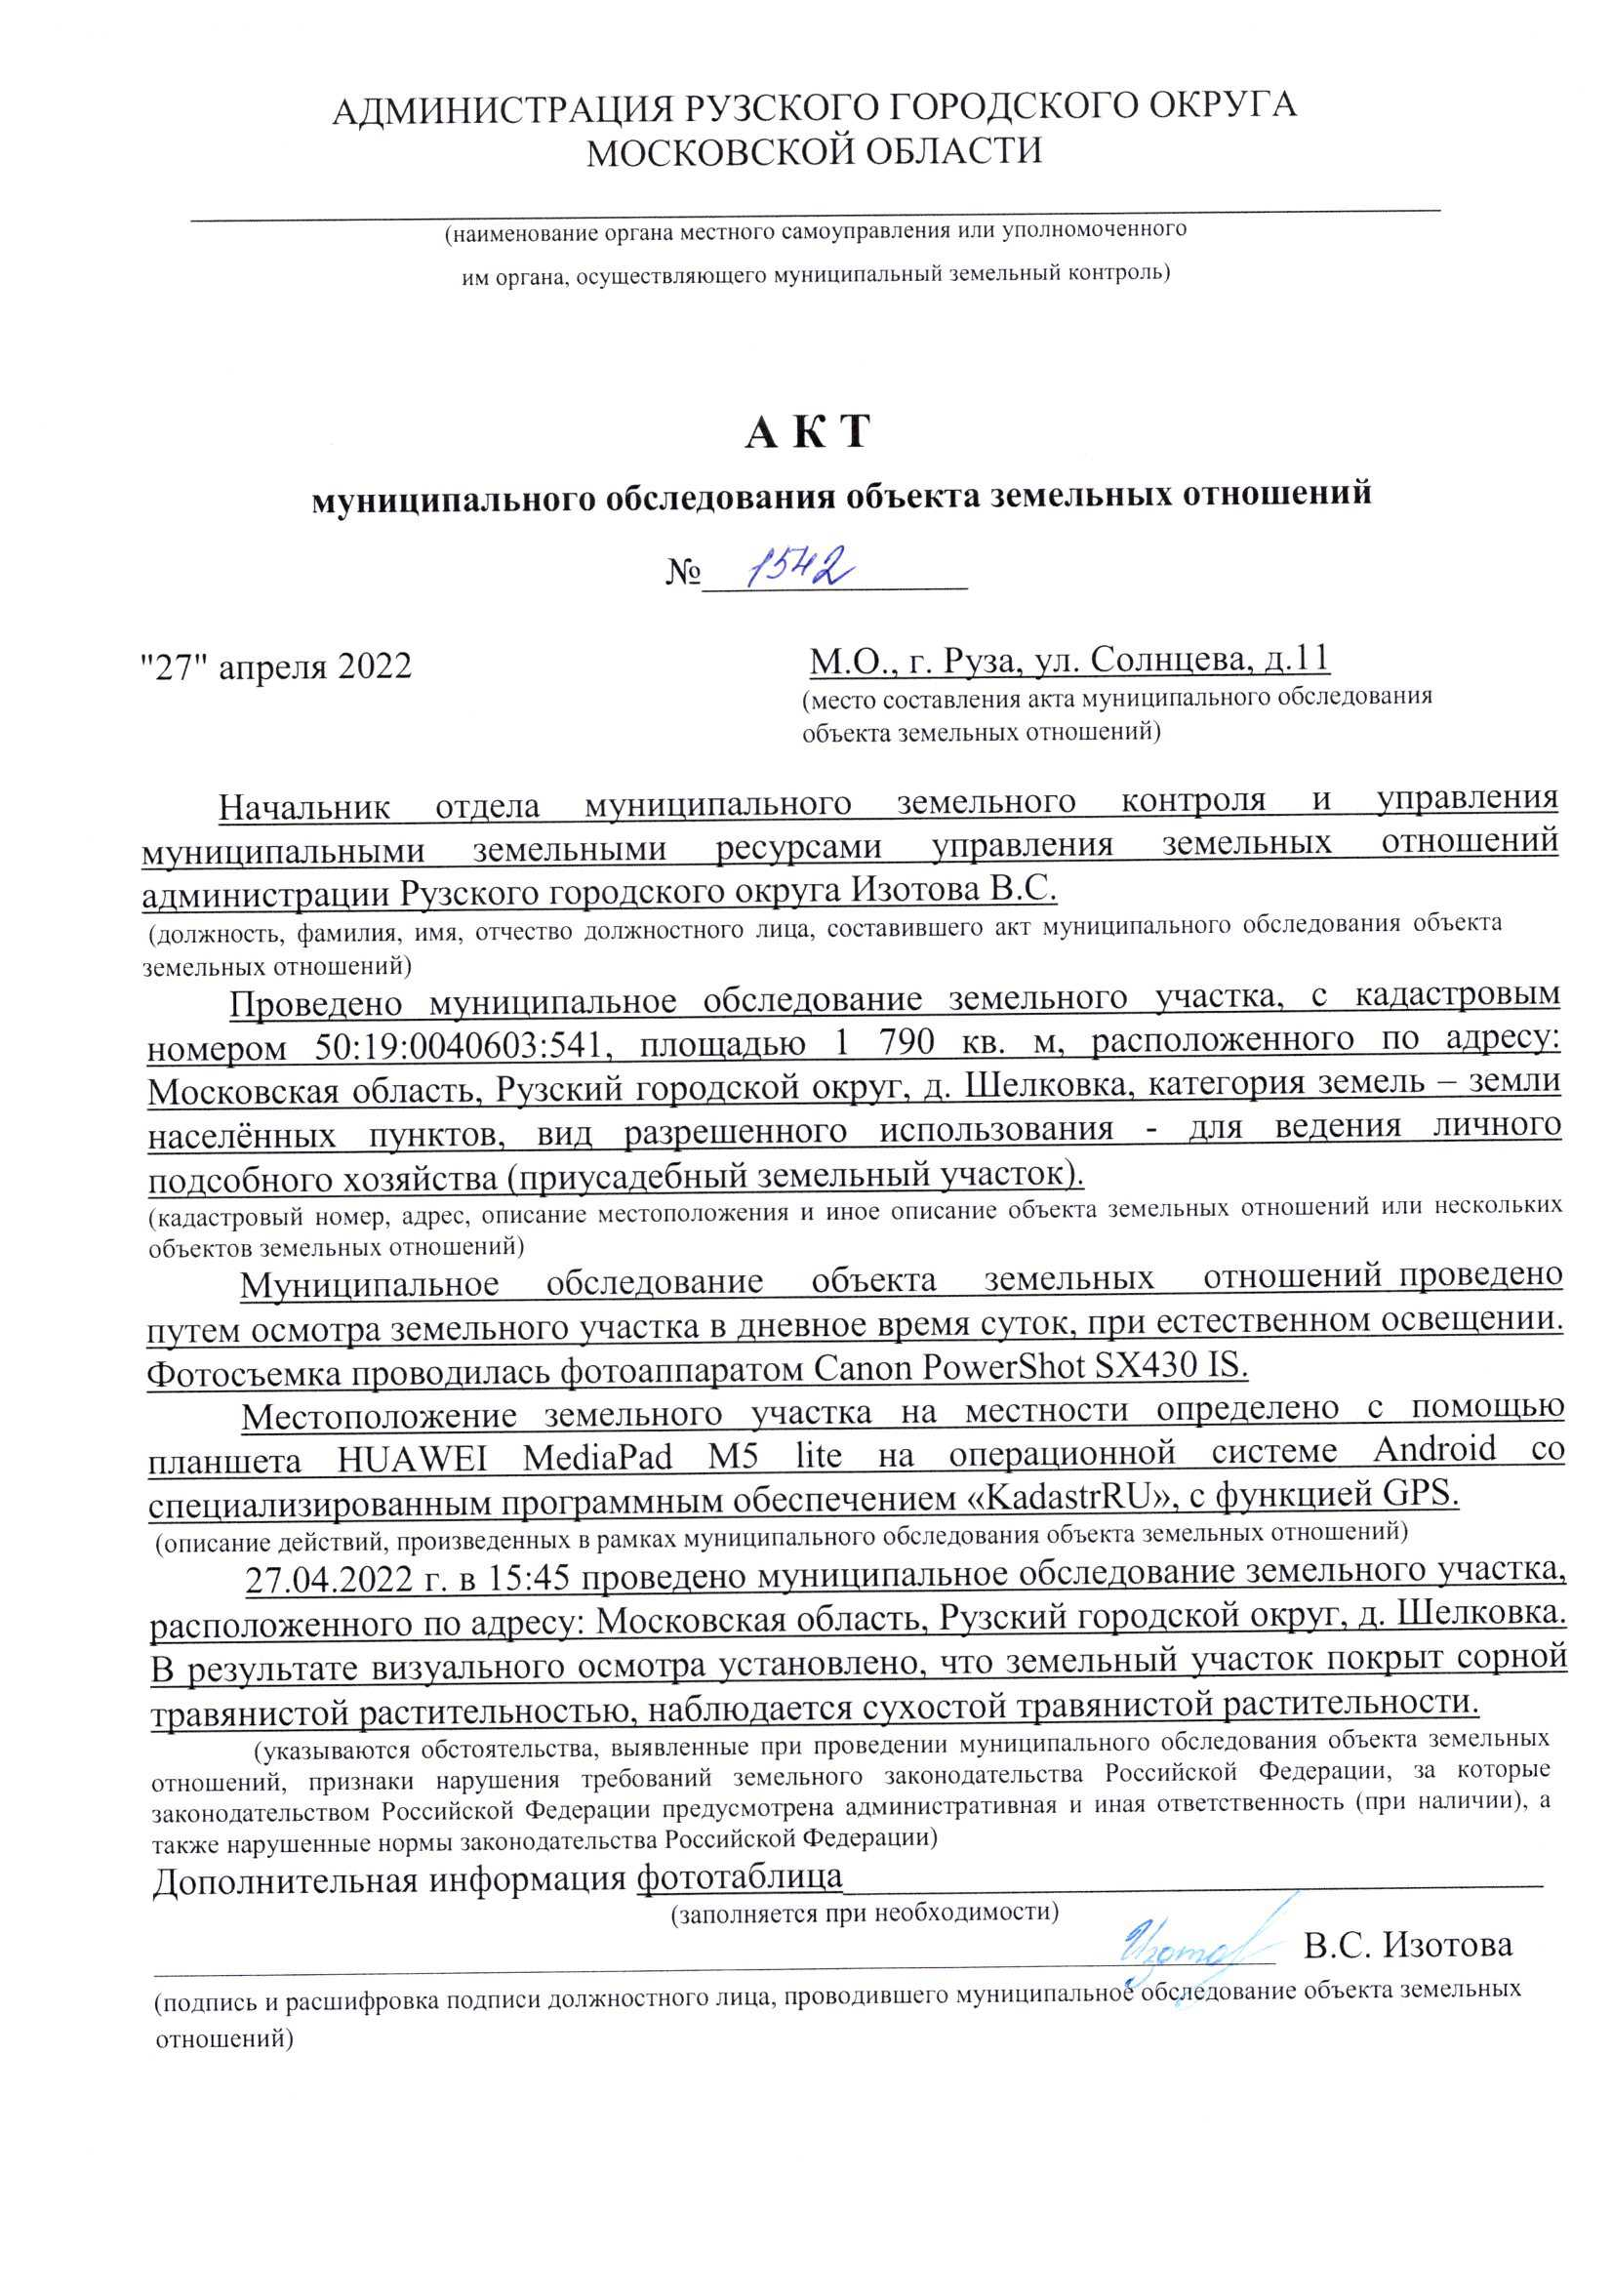 АДМИНИСТРАЦИЯ РУЗСКОГО ГОРОДСКОГО ОКРУГА
МОСКОВСКОЙ ОБЛАСТИ
(наименование органа местного самоуправления или уполномоченного
им органа, осуществляющего муниципальный земельный контроль)
А К Т
муниципального обследования объекта земельных отношений
№ 1542
"27" апреля 2022
М.О., г. Руза, ул. Солнцева, д.11
(место составления акта муниципального обследования
объекта земельных отношений)
Начальник отдела муниципального земельного контроля и управления
муниципальными земельными ресурсами управления земельных отношений
администрации Рузского городского округа Изотова В.С.
(должность, фамилия, имя, отчество должностного лица, составившего акт муниципального обследования объекта
земельных отношений)
Проведено муниципальное обследование земельного участка, с кадастровым
номером 50:19:0040603:541, площадью 1 790 кв. м, расположенного по адресу:
Московская область, Рузский городской округ, д. Шелковка, категория земель – земли
населённых пунктов, вид разрешенного использования - для ведения личного
подсобного хозяйства (приусадебный земельный участок).
(кадастровый номер, адрес, описание местоположения и иное описание объекта земельных отношений или нескольких
объектов земельных отношений)
Муниципальное обследование объекта земельных отношений проведено
путем осмотра земельного участка в дневное время суток, при естественном освещении.
Фотосъемка проводилась фотоаппаратом Canon PowerShot SX430 IS.
Местоположение земельного участка на местности определено с помощью
планшета HUAWEI MediaPad M5 lite на операционной системе Android со
специализированным программным обеспечением «KadastrRU», с функцией GPS.
(описание действий, произведенных в рамках муниципального обследования объекта земельных отношений)
27.04.2022 г. в 15:45 проведено муниципальное обследование земельного участка,
расположенного по адресу: Московская область, Рузский городской округ, д. Шелковка.
В результате визуального осмотра установлено, что земельный участок покрыт сорной
травянистой растительностью, наблюдается сухостой травянистой растительности.
(указываются обстоятельства, выявленные при проведении муниципального обследования объекта земельных
отношений, признаки нарушения требований земельного законодательства Российской Федерации, за которые
законодательством Российской Федерации предусмотрена административная и иная ответственность (при наличии), а
также нарушенные нормы законодательства Российской Федерации)
Дополнительная информация фототаблица
(заполняется при необходимости)
В.С. Изотова
(подпись и расшифровка подписи должностного лица, проводившего муниципальное обследование объекта земельных
отношений)